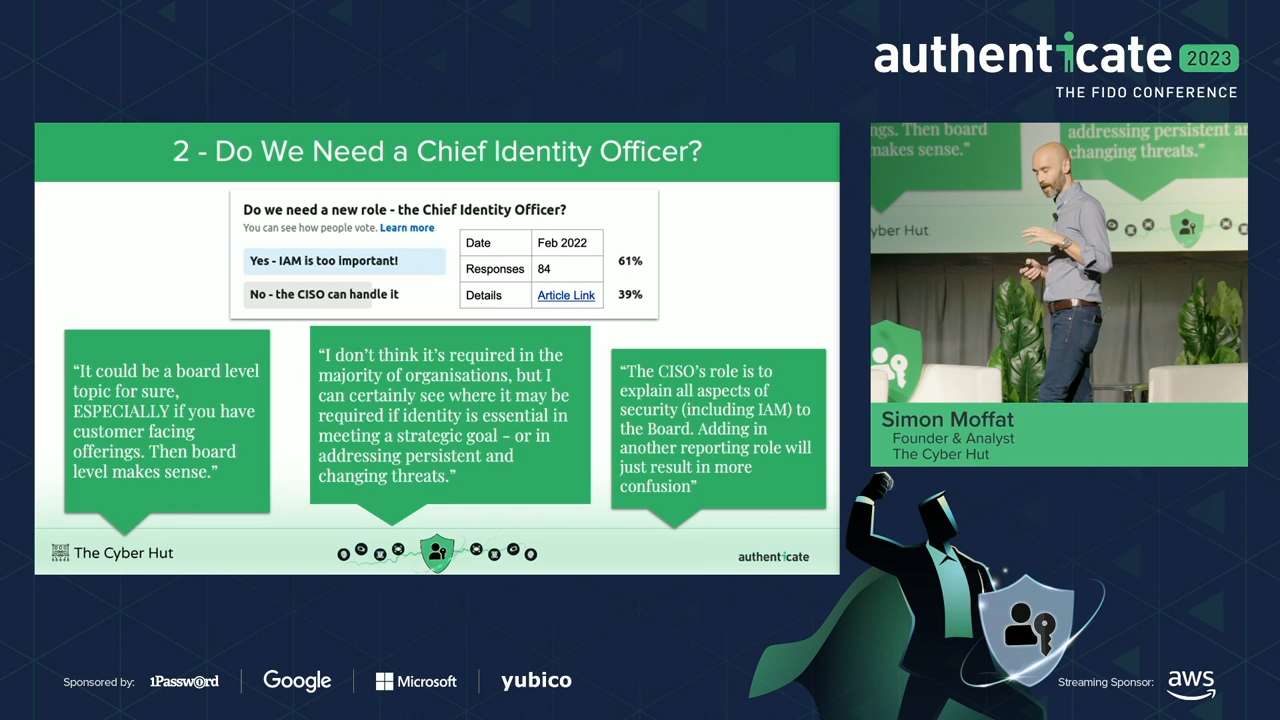 authenticate 2023
THE FIDO CONFERENCE
2 - Do We Need a Chief Identity Officer?
Do we need a new role - the Chief Identity Officer?
You can see how people vote. Learn more
Yes - IAM is too important!
61%
No - the CISO can handle it
39%
Date Feb 2022
Responses 84
Details Article Link
“It could be a board level
topic for sure,
ESPECIALLY if you have
customer facing
offerings. Then board
level makes sense.”
“I don’t think it’s required in the
majority of organisations, but I
can certainly see where it may be
required if identity is essential in
meeting a strategic goal - or in
addressing persistent and
changing threats.”
“The CISO’s role is to
explain all aspects of
security (including IAM) to
the Board. Adding in
another reporting role will
just result in more
confusion”
The Cyber Hut
authenticate
ngs. Then board
makes sense.”
addressing persistent an
changing threats.”
yber Hut
Simon Moffat
Founder & Analyst
The Cyber Hut
Sponsored by:
1Password
Google
Microsoft
yubico
Streaming Sponsor:
aws